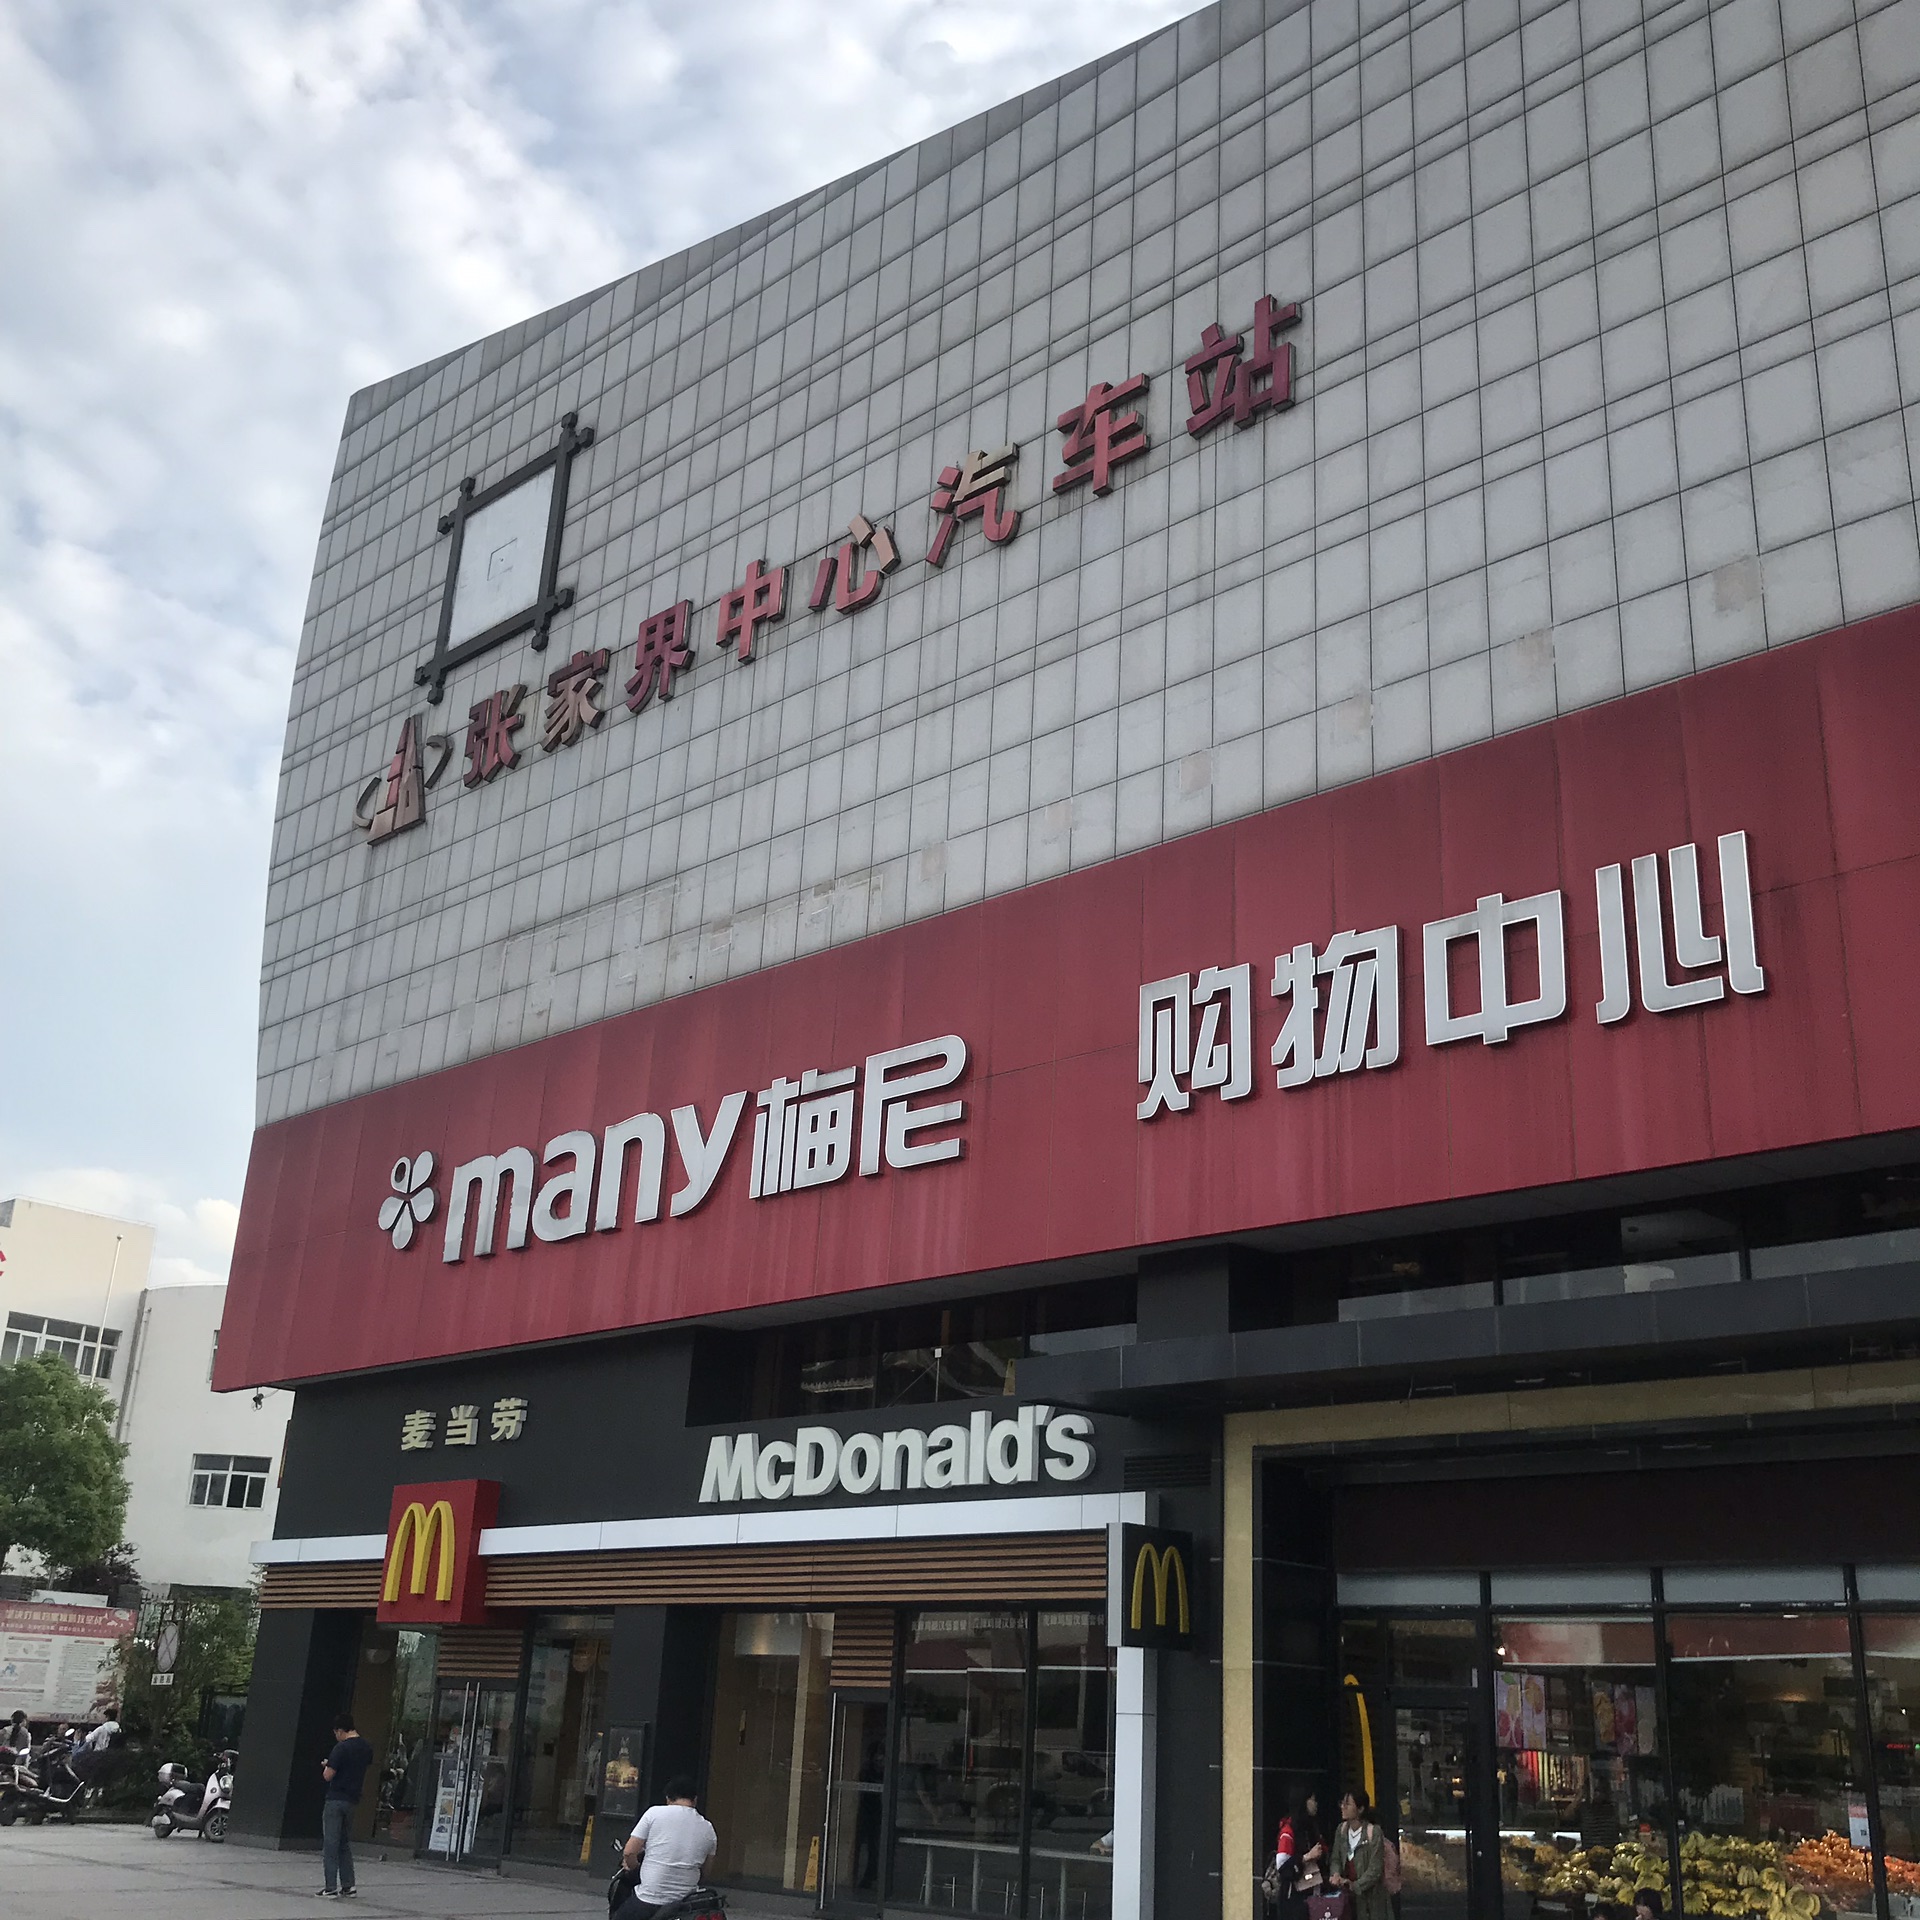 张家界中心汽车站
many梅尼 购物中心
麦当劳
McDonald's